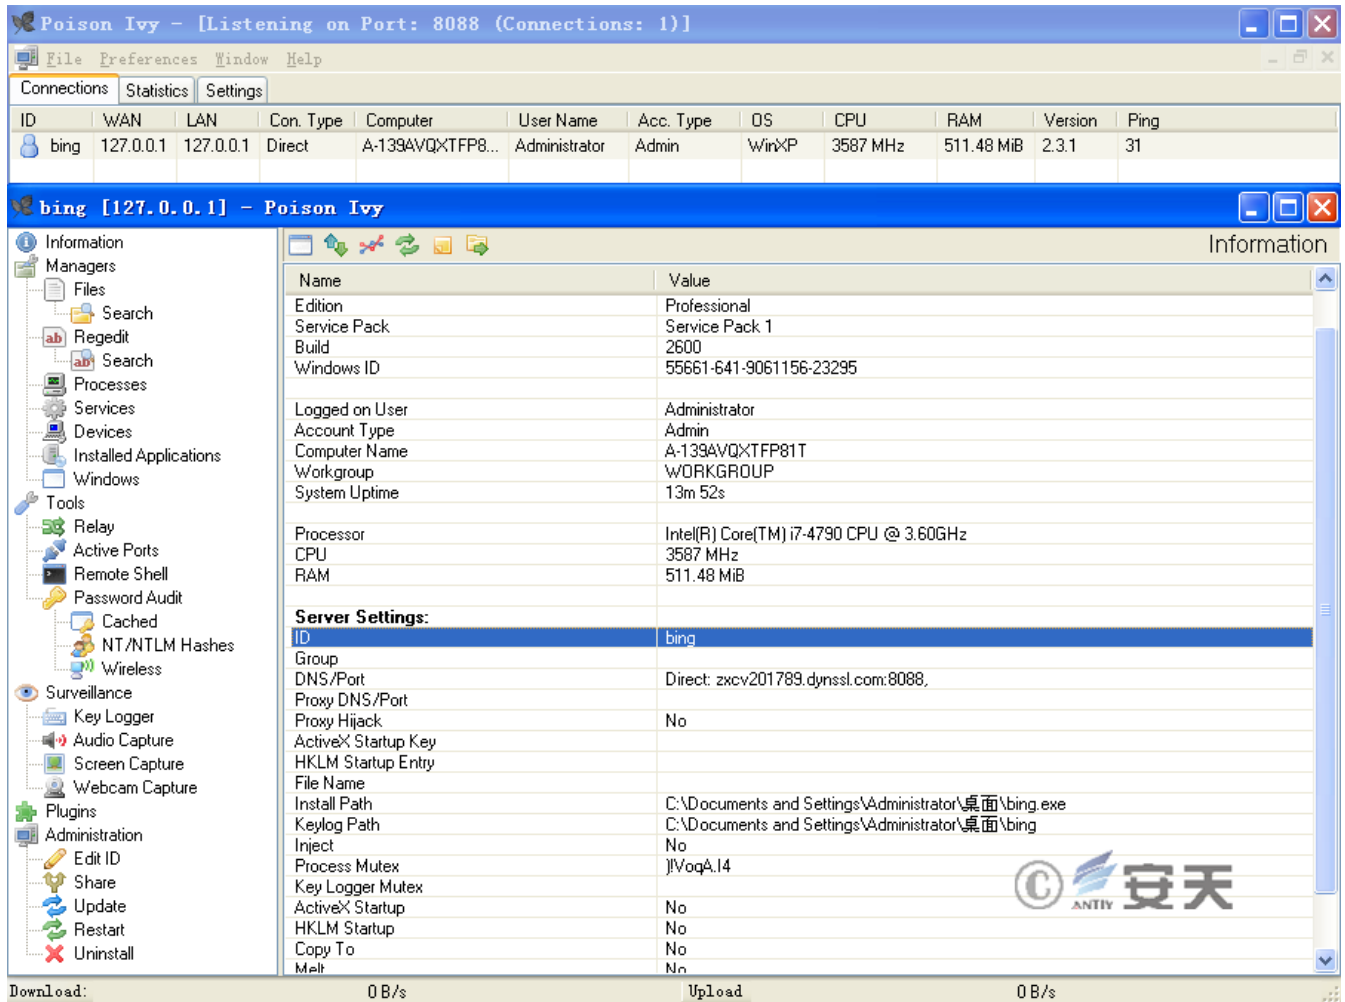 Poison Ivy - [Listening on Port: 8088 (Connections: 1)]
File Preferences Window Help
Connections Statistics Settings
ID WAN LAN Con. Type Computer User Name Acc. Type OS CPU RAM Version Ping
bing 127.0.0.1 127.0.0.1 Direct A-139AVQXTFP8... Administrator Admin WinXP 3587 MHz 511.48 MiB 2.3.1 31
bing [127.0.0.1] - Poison Ivy
Information
Managers
Files
Search
Regedit
Search
Processes
Services
Devices
Installed Applications
Windows
Tools
Relay
Active Ports
Remote Shell
Password Audit
Cached
NT/NTLM Hashes
Wireless
Surveillance
Key Logger
Audio Capture
Screen Capture
Webcam Capture
Plugins
Administration
Edit ID
Share
Update
Restart
Uninstall
Information
Name Value
Edition Professional
Service Pack Service Pack 1
Build 2600
Windows ID 55661-641-9061156-23295
Logged on User Administrator
Account Type Admin
Computer Name A-139AVQXTFP81T
Workgroup WORKGROUP
System Uptime 13m 52s
Processor Intel(R) Core(TM) i7-4790 CPU @ 3.60GHz
CPU 3587 MHz
RAM 511.48 MiB
Server Settings:
ID bing
Group
DNS/Port Direct: zxcv201789.dynssl.com:8088,
Proxy DNS/Port
Proxy Hijack No
ActiveX Startup Key
HKLM Startup Entry
File Name
Install Path C:\Documents and Settings\Administrator\桌面\bing.exe
Keylog Path C:\Documents and Settings\Administrator\桌面\bing
Inject No
Process Mutex )!VoqA.I4
Key Logger Mutex
ActiveX Startup No
HKLM Startup No
Copy To No
Melt No
© ANTIY 安天
Download: 0 B/s Upload 0 B/s